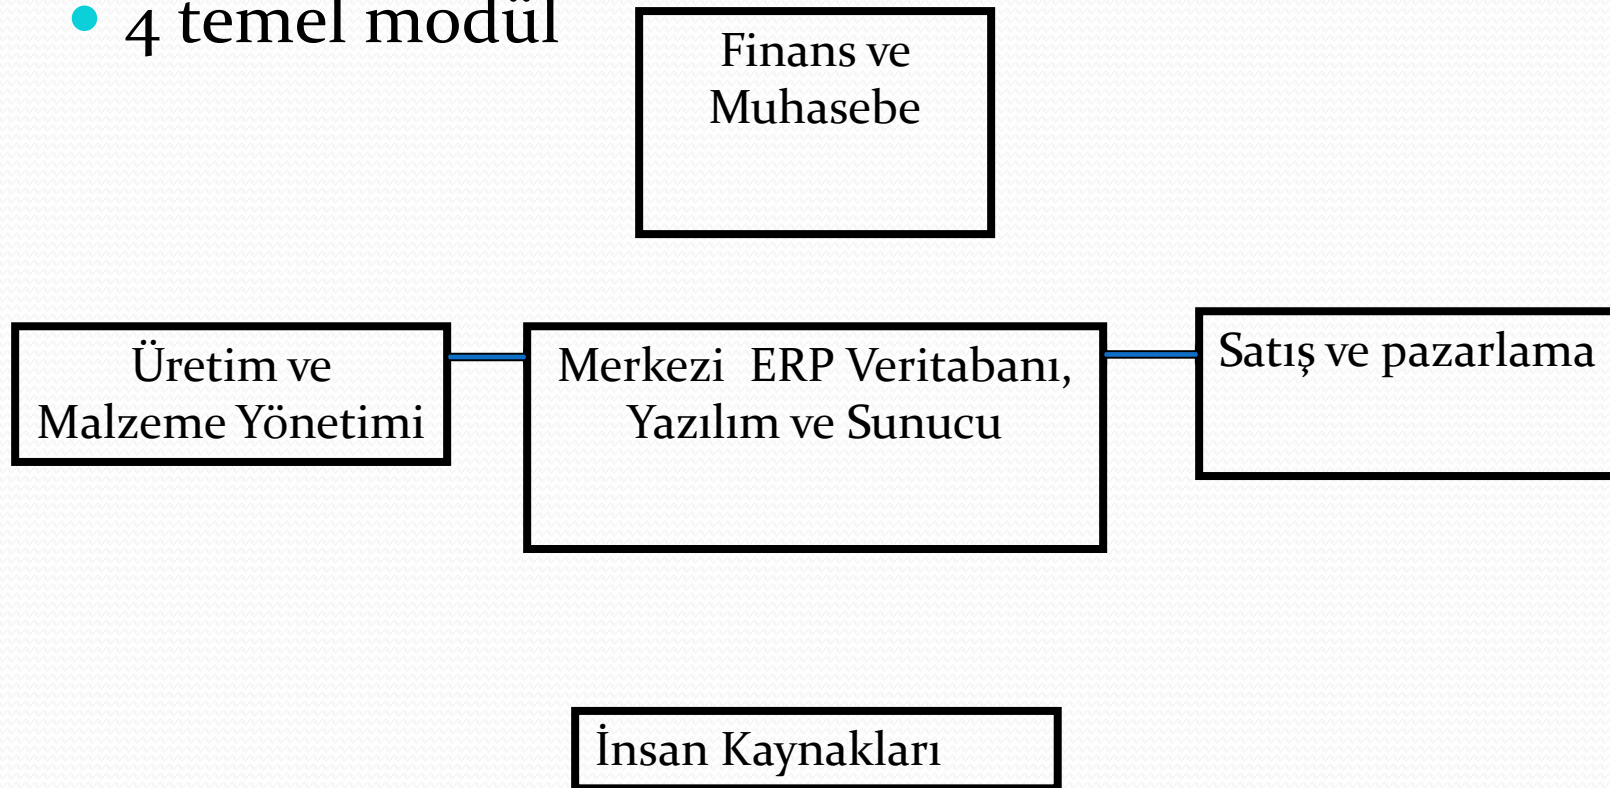 • 4 temel modül
Finans ve
Muhasebe
Üretim ve
Malzeme Yönetimi
Merkezi ERP Veritabanı,
Yazılım ve Sunucu
Satış ve pazarlama
İnsan Kaynakları